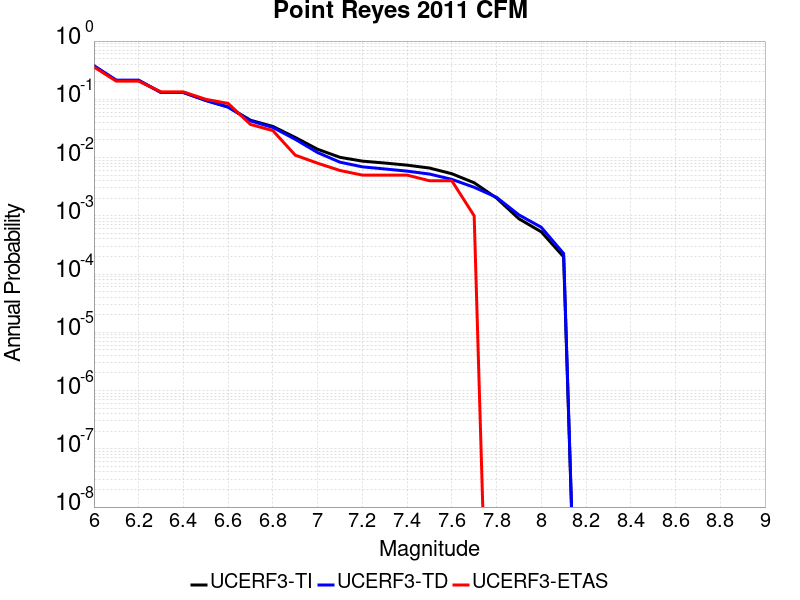 Point Reyes 2011 CFM
10^0
10^-1
10^-2
10^-3
10^-4
10^-5
10^-6
10^-7
10^-8
Annual Probability
6 6.2 6.4 6.6 6.8 7 7.2 7.4 7.6 7.8 8 8.2 8.4 8.6 8.8 9
Magnitude
UCERF3-TI UCERF3-TD UCERF3-ETAS